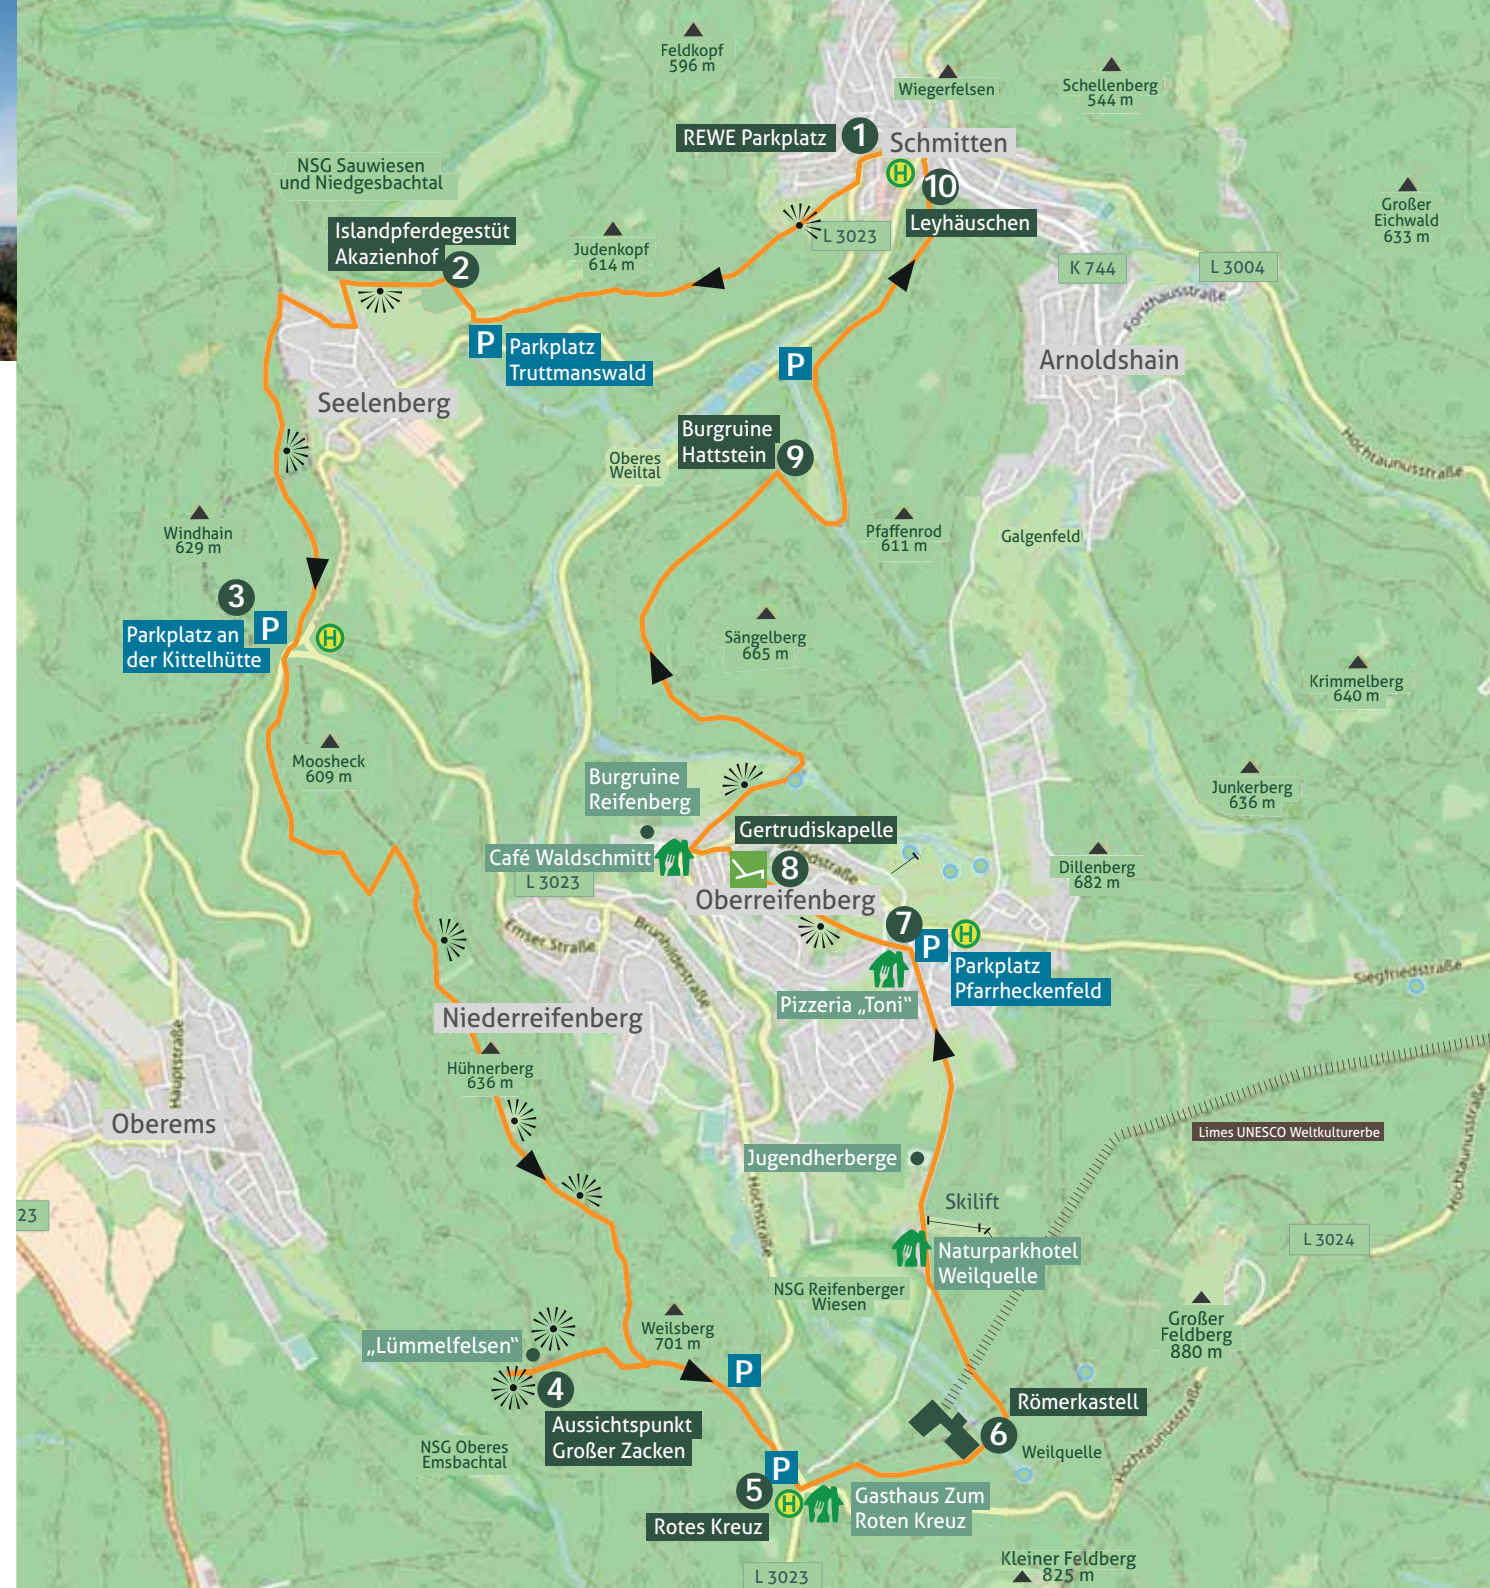 Feldkopf
596 m
Wiegerfelsen
Schellenberg
544 m
REWE Parkplatz
1
Schmitten
H
10
Leyhäuschen
NSG Sauwiesen
und Niedgesbachtal
Großer
Eichwald
633 m
Islandpferdegestüt
Akazienhof
2
Judenkopf
614 m
L 3023
K 744
L 3004
Forsthausstraße
P
Parkplatz
Truttmanswald
P
Arnoldshain
Seelenberg
Burgruine
Hattstein
9
Oberes
Weiltal
Hochtaunusstraße
Windhain
629 m
Pfaffenrod
611 m
Galgenfeld
3
P
H
Parkplatz an
der Kittelhütte
Sängelberg
665 m
Krimmelberg
640 m
Moosheck
609 m
Burgruine
Reifenberg
Junkerberg
636 m
Gertrudiskapelle
Café Waldschmitt
8
L 3023
Dillenberg
682 m
Oberreifenberg
7
P
H
Emser Straße
Brunhildestraße
Parkplatz
Pfarrheckenfeld
Siegfriedstraße
Pizzeria „Toni“
Niederreifenberg
Hühnerberg
636 m
Hauptstraße
Oberems
Limes UNESCO Weltkulturerbe
Hochtaunusstraße
Jugendherberge
Skilift
23
Hochstraße
L 3024
Naturparkhotel
Weilquelle
NSG Reifenberger
Wiesen
Großer
Feldberg
880 m
Weilsberg
701 m
„Lümmelfelsen“
P
4
Aussichtspunkt
Großer Zacken
Römerkastell
6
NSG Oberes
Emsbachtal
Weilquelle
Hochtaunusstraße
P
5
H
Gasthaus Zum
Roten Kreuz
Rotes Kreuz
Kleiner Feldberg
825 m
L 3023